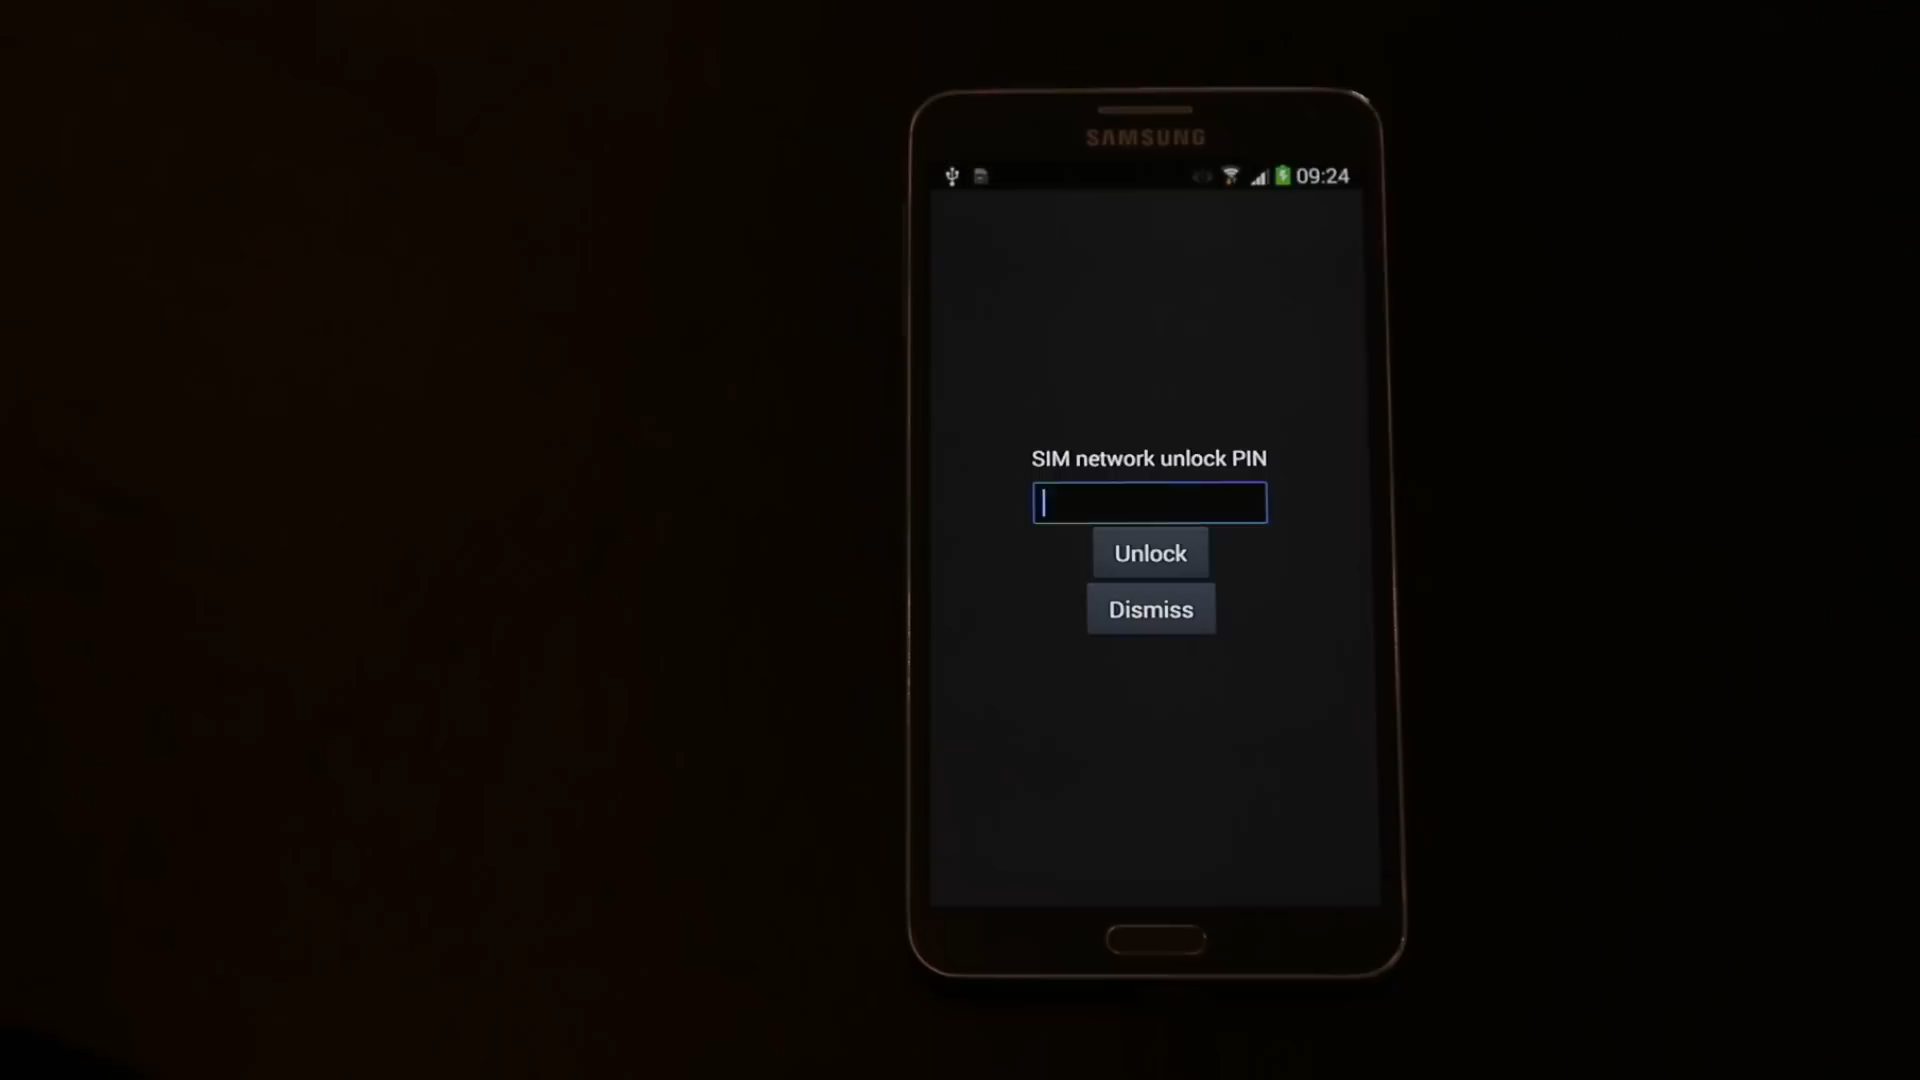 SAMSUNG
09:24
SIM network unlock PIN
Unlock
Dismiss